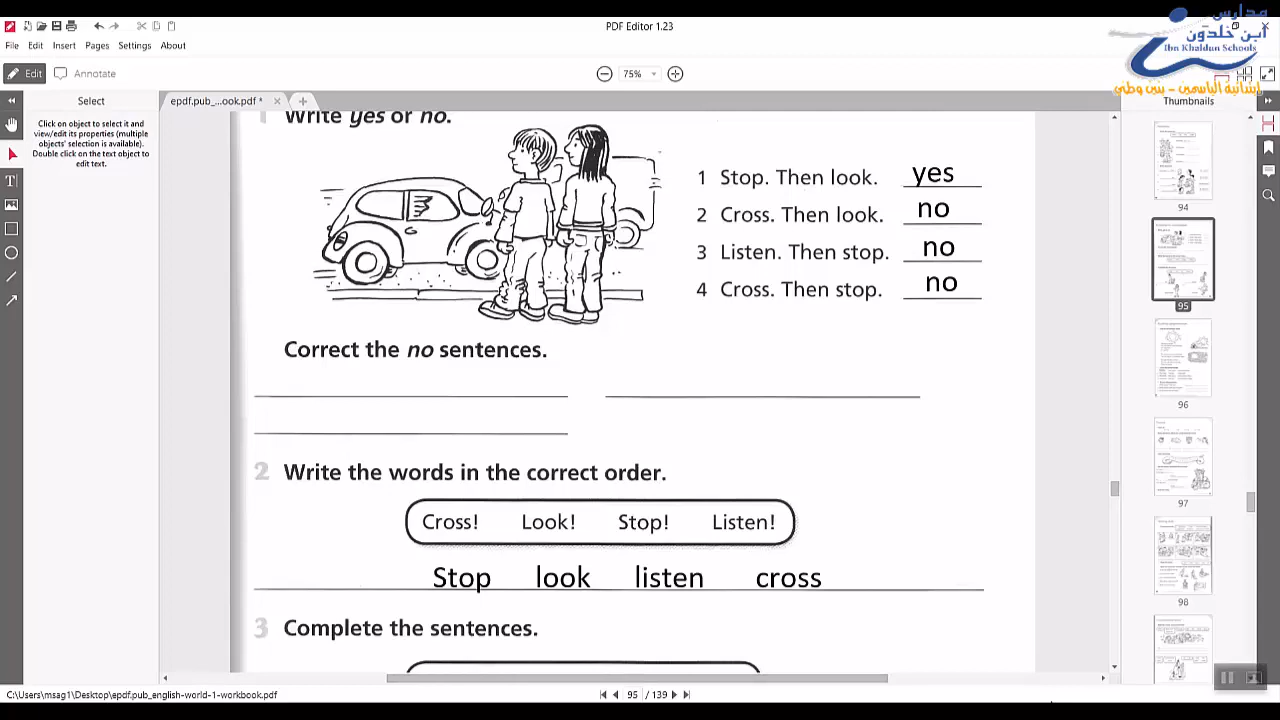 PDF Editor 1.23
مدارس
ابن خلدون
Ibn Khaldun Schools
File Edit Insert Pages Settings About
Edit Annotate 75%
Select epdf.pub_...ook.pdf * Thumbnails
Click on object to select it and
view/edit its properties (multiple
objects' selection is available).
Double click on the text object to
edit text.
1 Write yes or no.
1 Stop. Then look. yes
2 Cross. Then look. no
3 Listen. Then stop. no
4 Cross. Then stop. no
Correct the no sentences.
2 Write the words in the correct order.
Cross! Look! Stop! Listen!
Stop look listen cross
3 Complete the sentences.
94
95
96
97
98
C:\Users\msag1\Desktop\epdf.pub_english-world-1-workbook.pdf 95 / 139